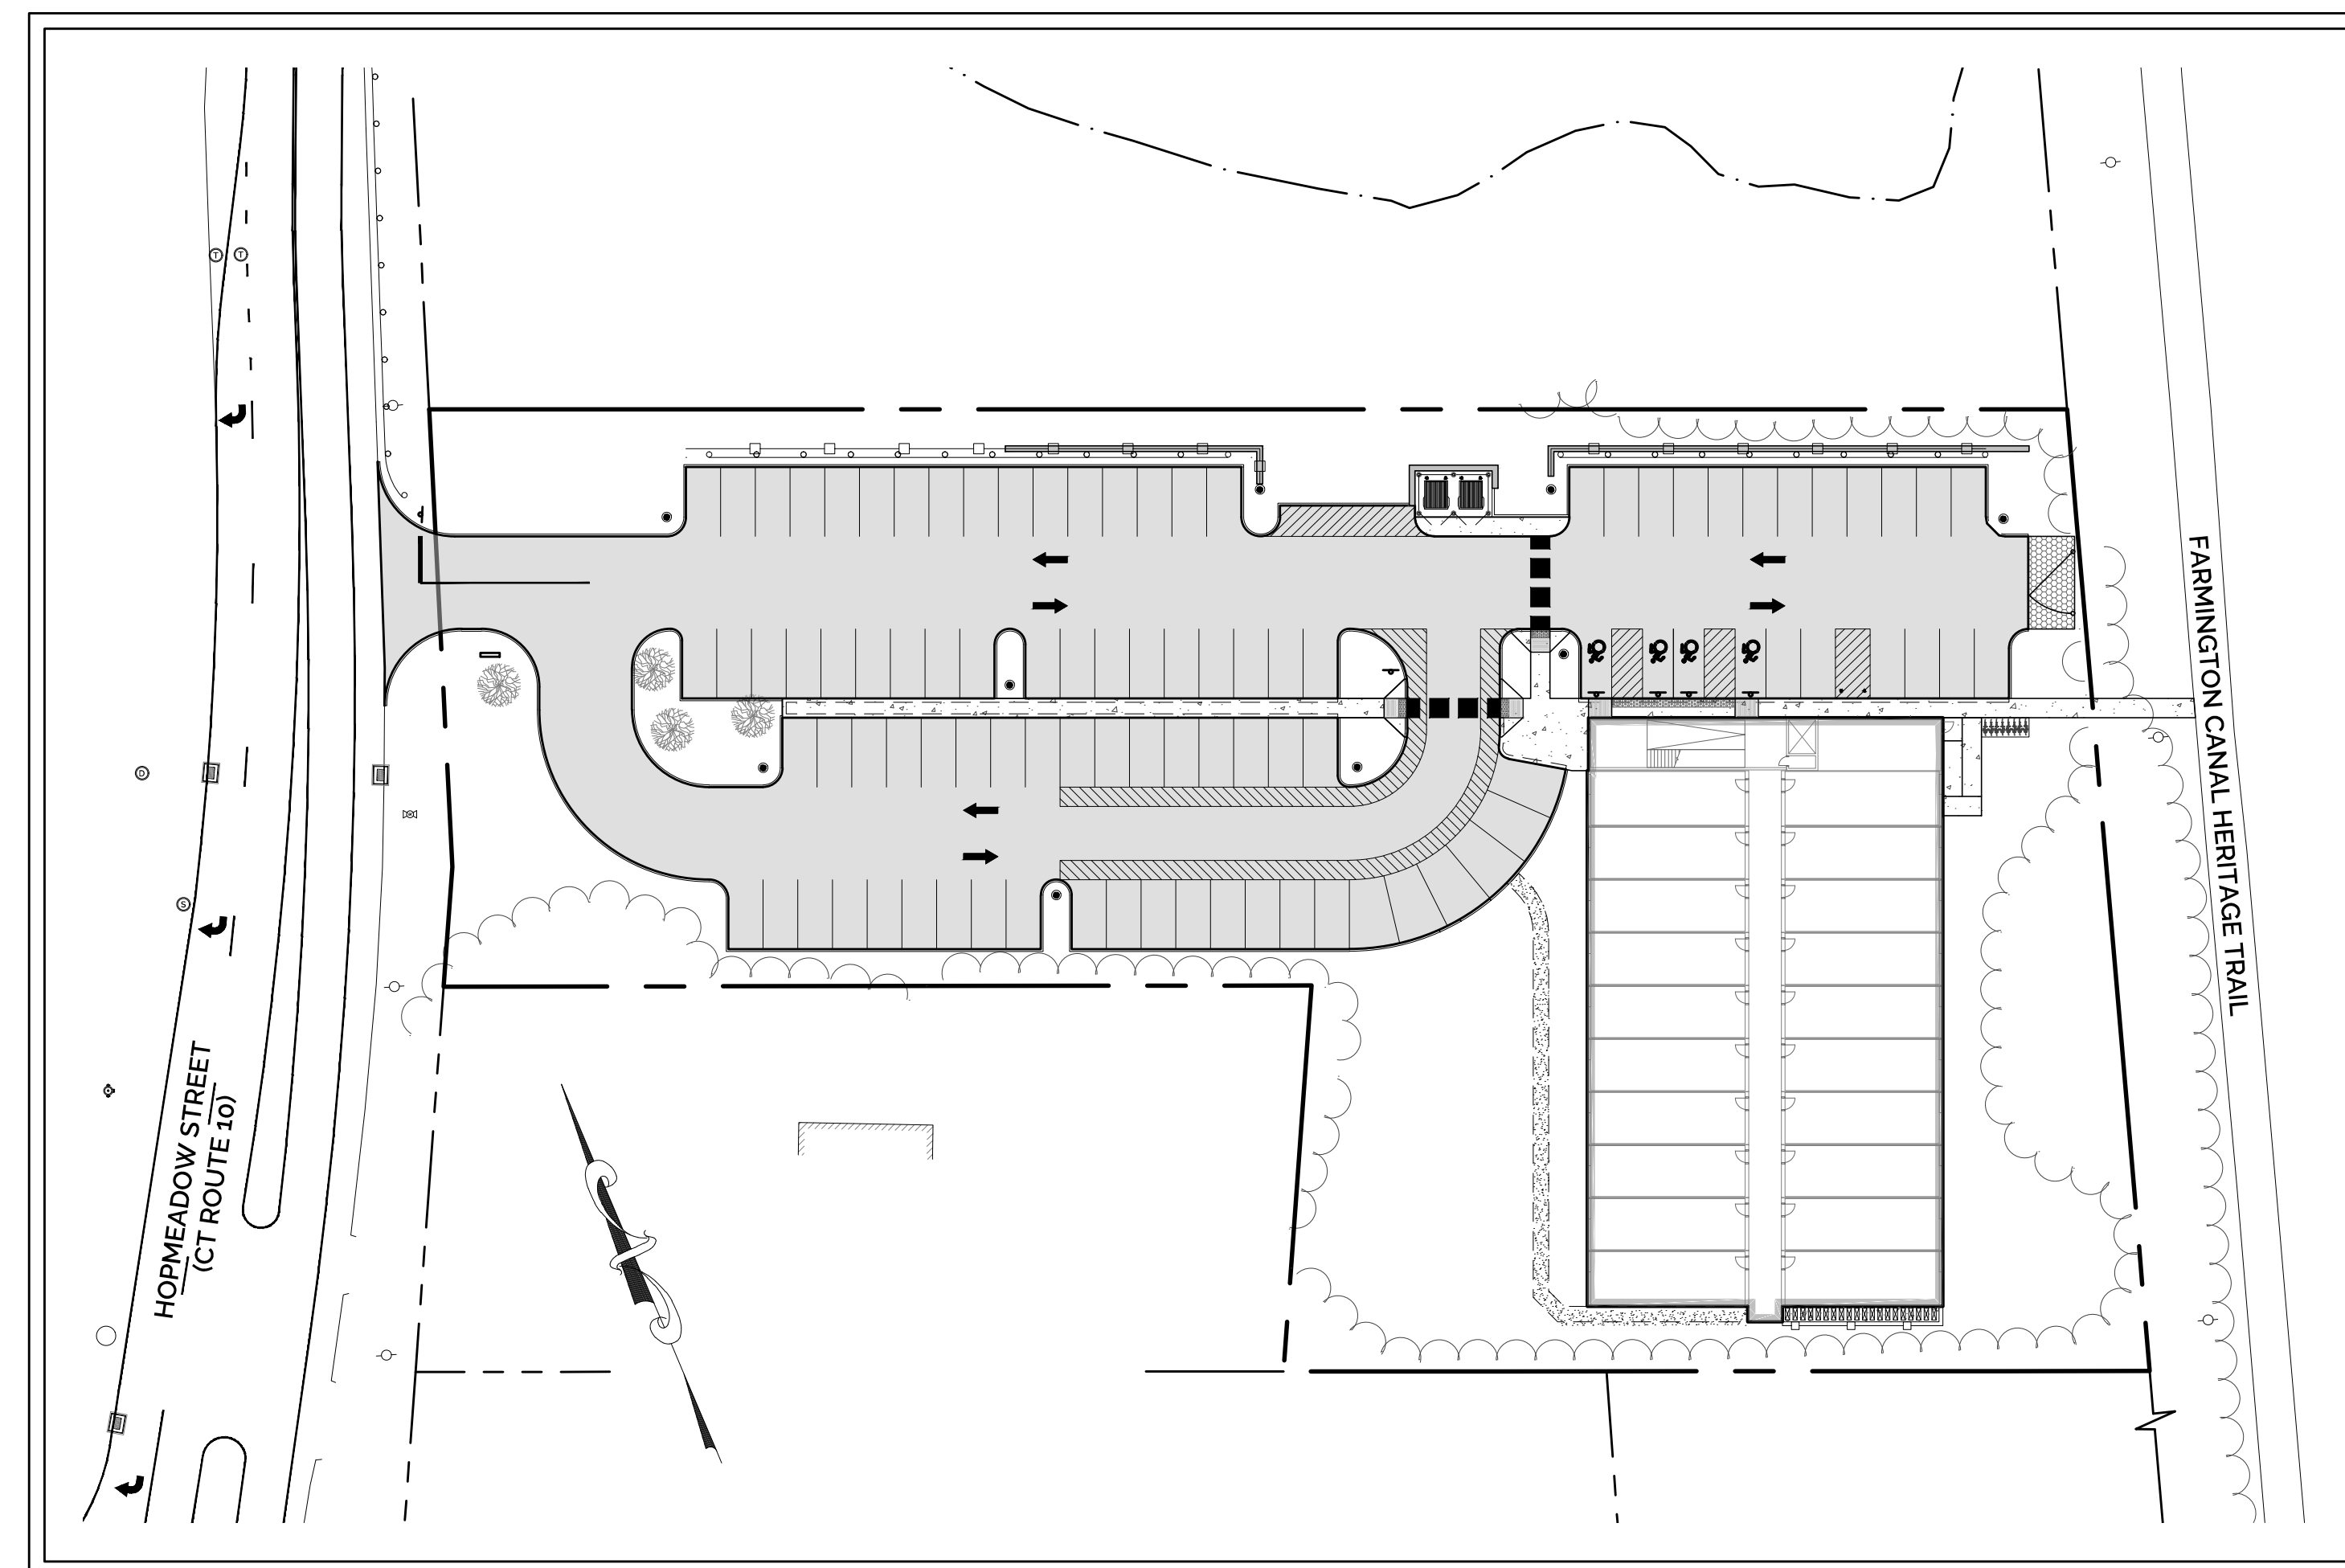 HOPMEADOW STREET
(CT ROUTE 10)
FARMINGTON CANAL HERITAGE TRAIL
T
T
D
S